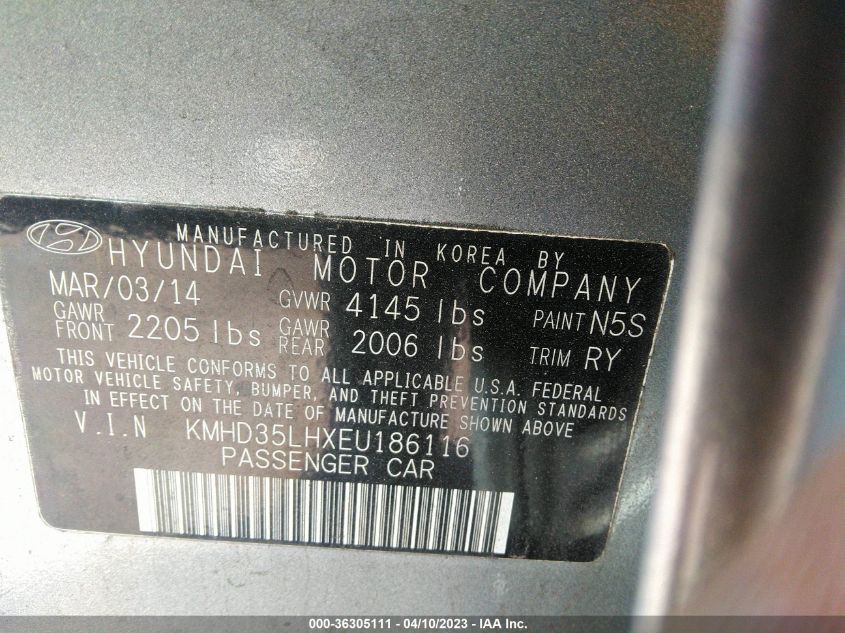 MANUFACTURED IN KOREA BY
HYUNDAI MOTOR COMPANY
MAR/03/14 GVWR 4145 lbs PAINT N5S
GAWR FRONT 2205 lbs GAWR REAR 2006 lbs TRIM RY
THIS VEHICLE CONFORMS TO ALL APPLICABLE U.S.A. FEDERAL
MOTOR VEHICLE SAFETY, BUMPER, AND THEFT PREVENTION STANDARDS
IN EFFECT ON THE DATE OF MANUFACTURE SHOWN ABOVE.
V.I.N KMHD35LHXEU186116
PASSENGER CAR
000-36305111 - 04/10/2023 - IAA Inc.